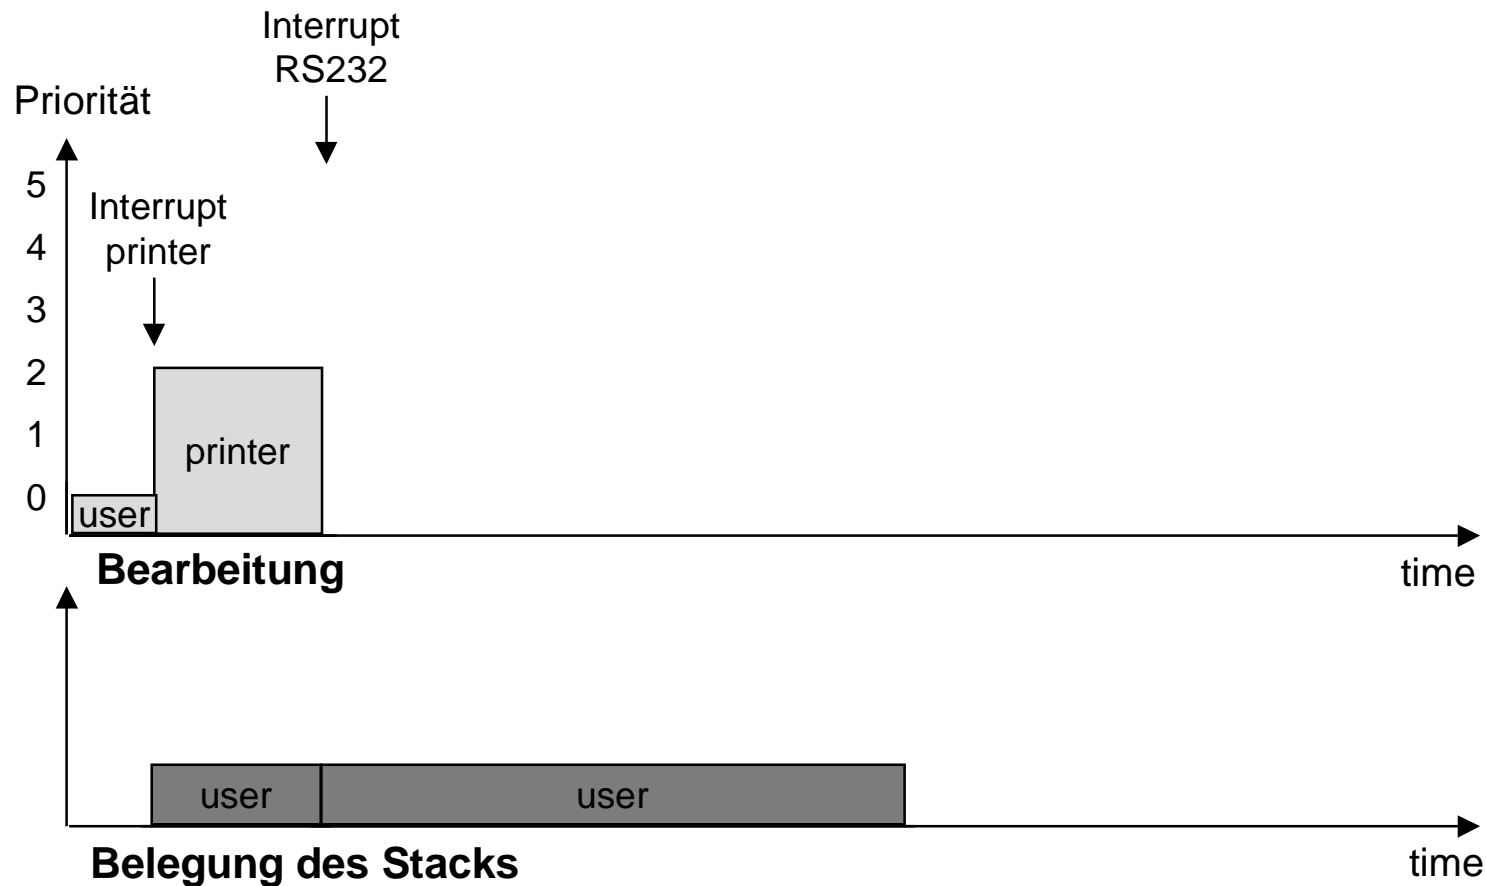 Interrupt
RS232
Priorität
5
Interrupt
4
printer
3
2
1
printer
0
user
Bearbeitung
time
user
user
Belegung des Stacks
time